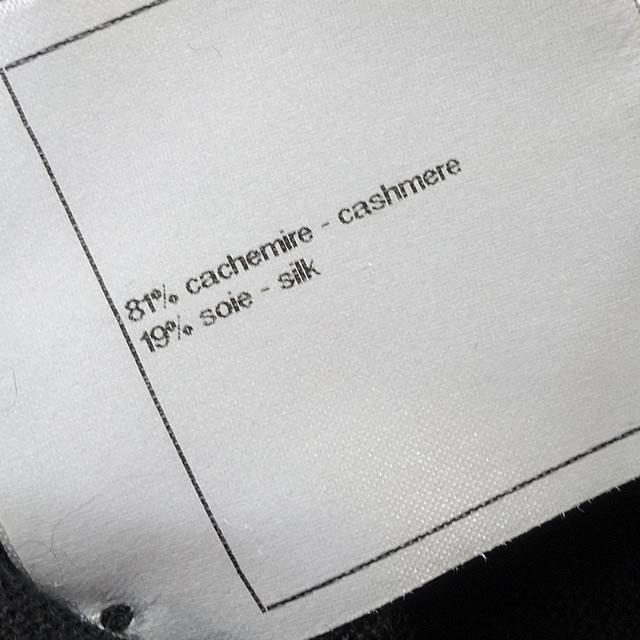 81% cachemire - cashmere
19% soie - silk